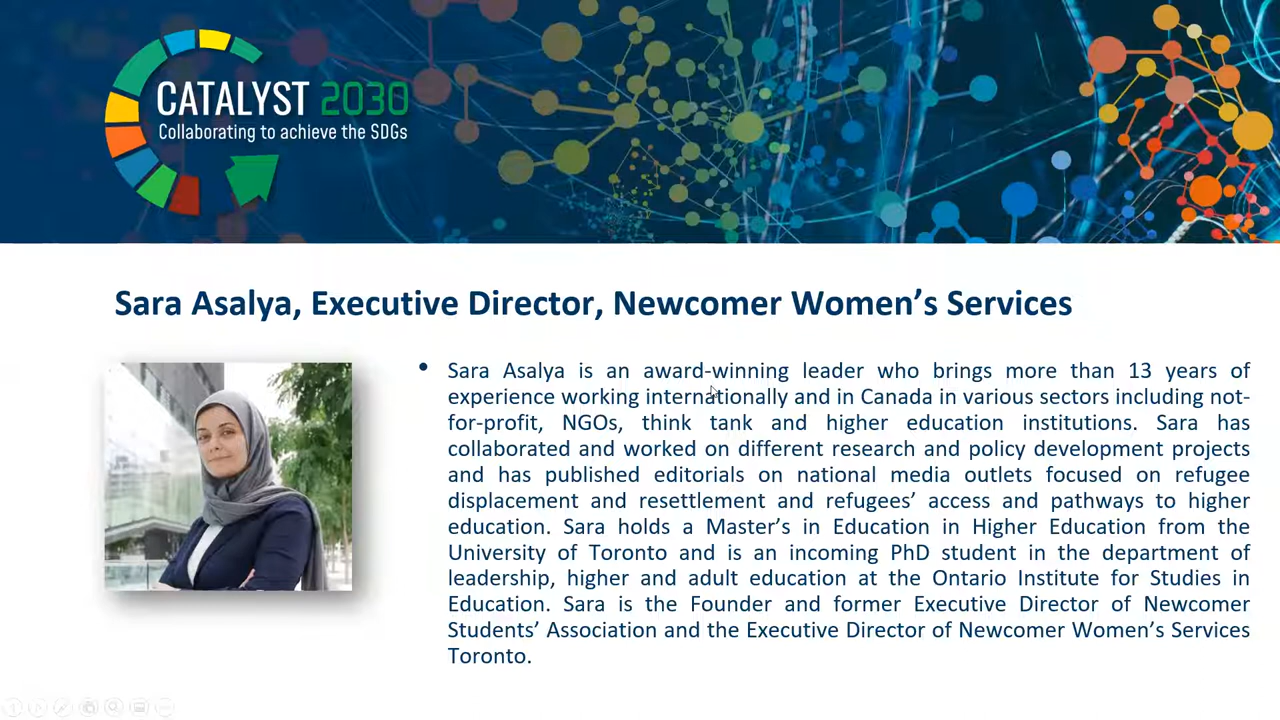 CATALYST 2030
Collaborating to achieve the SDGs
Sara Asalya, Executive Director, Newcomer Women’s Services
• Sara Asalya is an award-winning leader who brings more than 13 years of
experience working internationally and in Canada in various sectors including not-
for-profit, NGOs, think tank and higher education institutions. Sara has
collaborated and worked on different research and policy development projects
and has published editorials on national media outlets focused on refugee
displacement and resettlement and refugees’ access and pathways to higher
education. Sara holds a Master’s in Education in Higher Education from the
University of Toronto and is an incoming PhD student in the department of
leadership, higher and adult education at the Ontario Institute for Studies in
Education. Sara is the Founder and former Executive Director of Newcomer
Students’ Association and the Executive Director of Newcomer Women’s Services
Toronto.